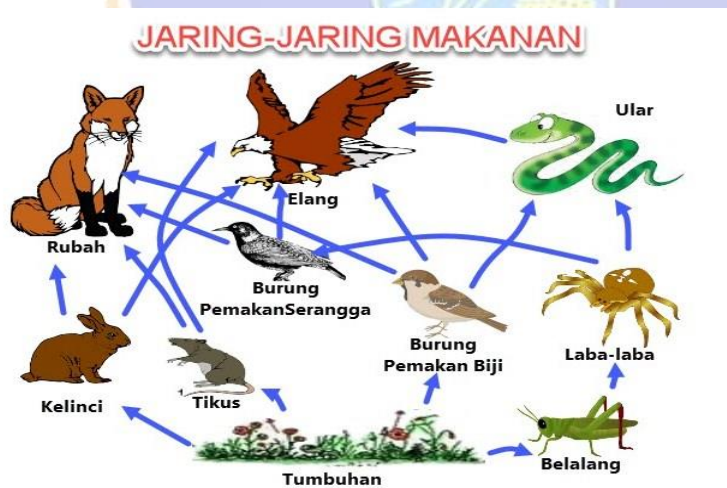 JARING-JARING MAKANAN
Ular
Elang
Rubah
Burung
PemakanSerangga
Burung
Pemakan Biji
Laba-laba
Kelinci
Tikus
Belalang
Tumbuhan